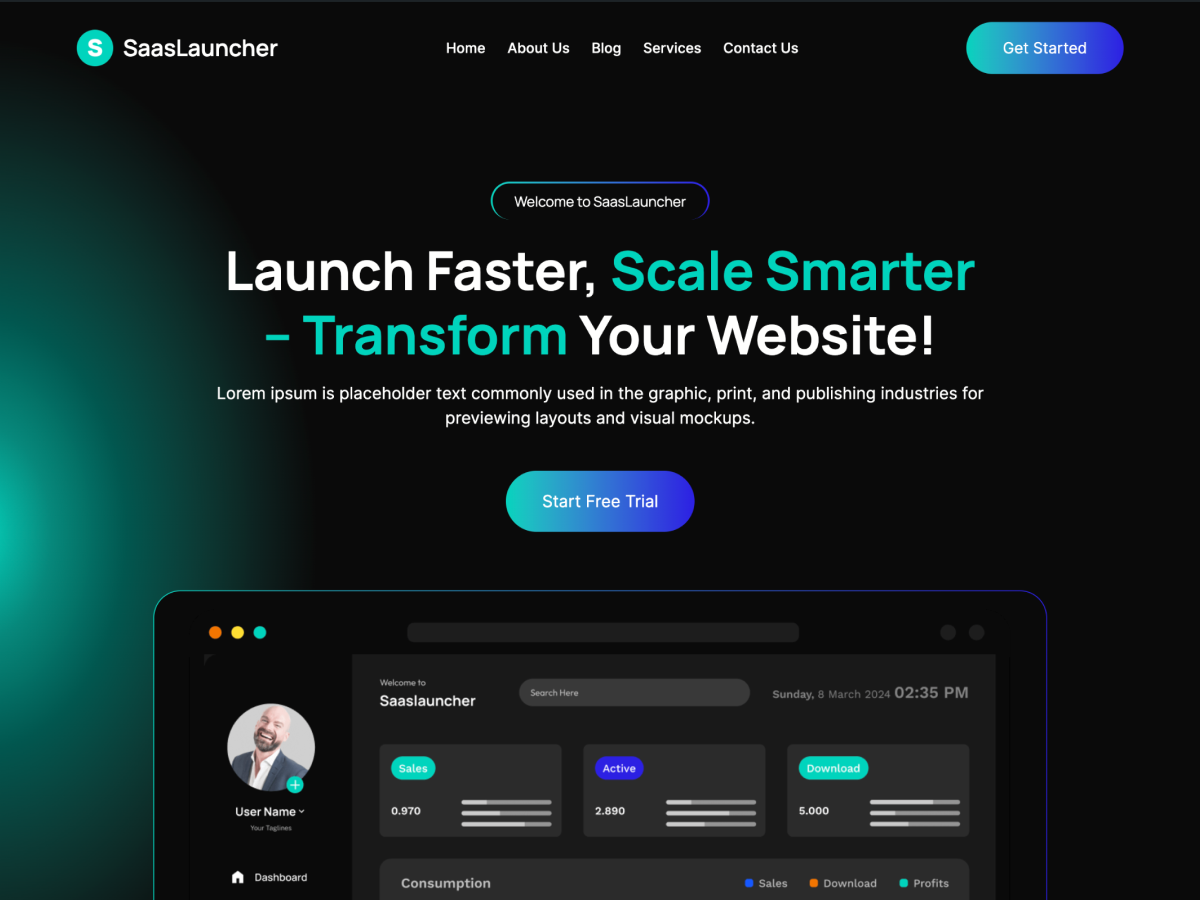 S SaasLauncher
Home About Us Blog Services Contact Us
Get Started
Welcome to SaasLauncher
Launch Faster, Scale Smarter
– Transform Your Website!
Lorem ipsum is placeholder text commonly used in the graphic, print, and publishing industries for
previewing layouts and visual mockups.
Start Free Trial
Welcome to
Saaslauncher
Search Here
Sunday, 8 March 2024 02:35 PM
User Name
Your Taglines
Dashboard
Sales
0.970
Active
2.890
Download
5.000
Consumption
Sales Download Profits